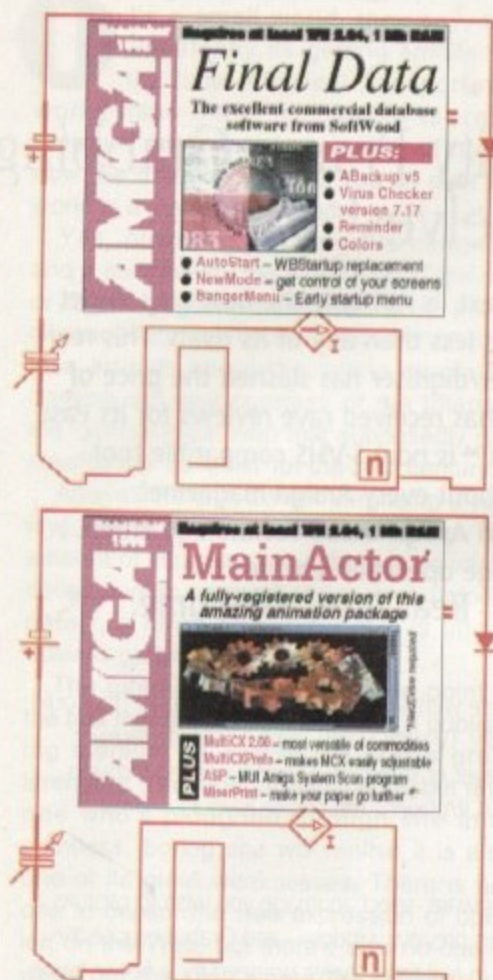 1996
Requires at least WB 2.04, 1 Mb RAM
AMIGA
Final Data
The excellent commercial database
software from SoftWood
PLUS:
● ABackup v5
● Virus Checker
version 7.17
● Reminder
● Colors
● AutoStart – WBStartup replacement
● NewMode – get control of your screens
● BangerMenu – Early startup menu
n
1996
Requires at least WB 2.04, 1 Mb RAM
AMIGA
MainActor*
A fully-registered version of this
amazing animation package
required
PLUS
MultiCX 2.08 – most versatile of commodities
MultiCXPrefs – makes MCX easily adjustable
ASP – MUI Amiga System Scan program
MiserPrint – make your paper go further
n